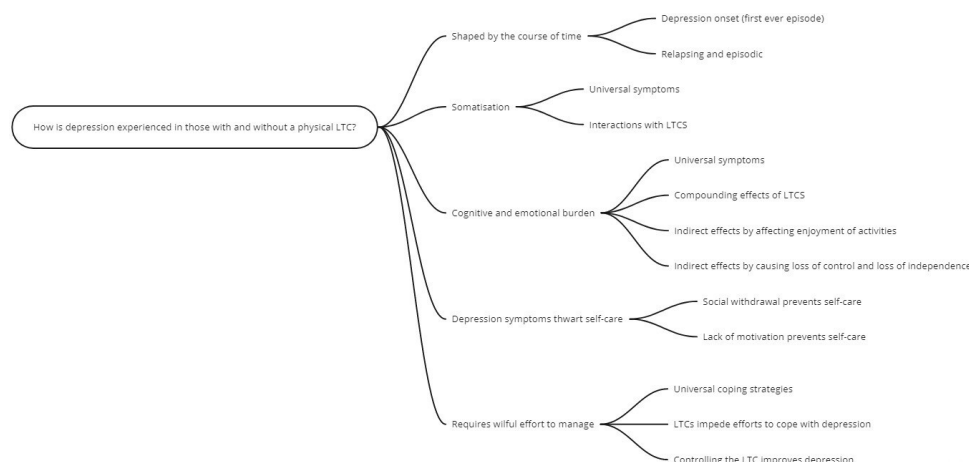 How is depression experienced in those with and without a physical LTC?
Shaped by the course of time
Depression onset (first ever episode)
Relapsing and episodic
Somatisation
Universal symptoms
Interactions with LTCS
Cognitive and emotional burden
Universal symptoms
Compounding effects of LTCS
Indirect effects by affecting enjoyment of activities
Indirect effects by causing loss of control and loss of independence
Depression symptoms thwart self-care
Social withdrawal prevents self-care
Lack of motivation prevents self-care
Requires wilful effort to manage
Universal coping strategies
LTCs impede efforts to cope with depression
Controlling the LTC improves depression